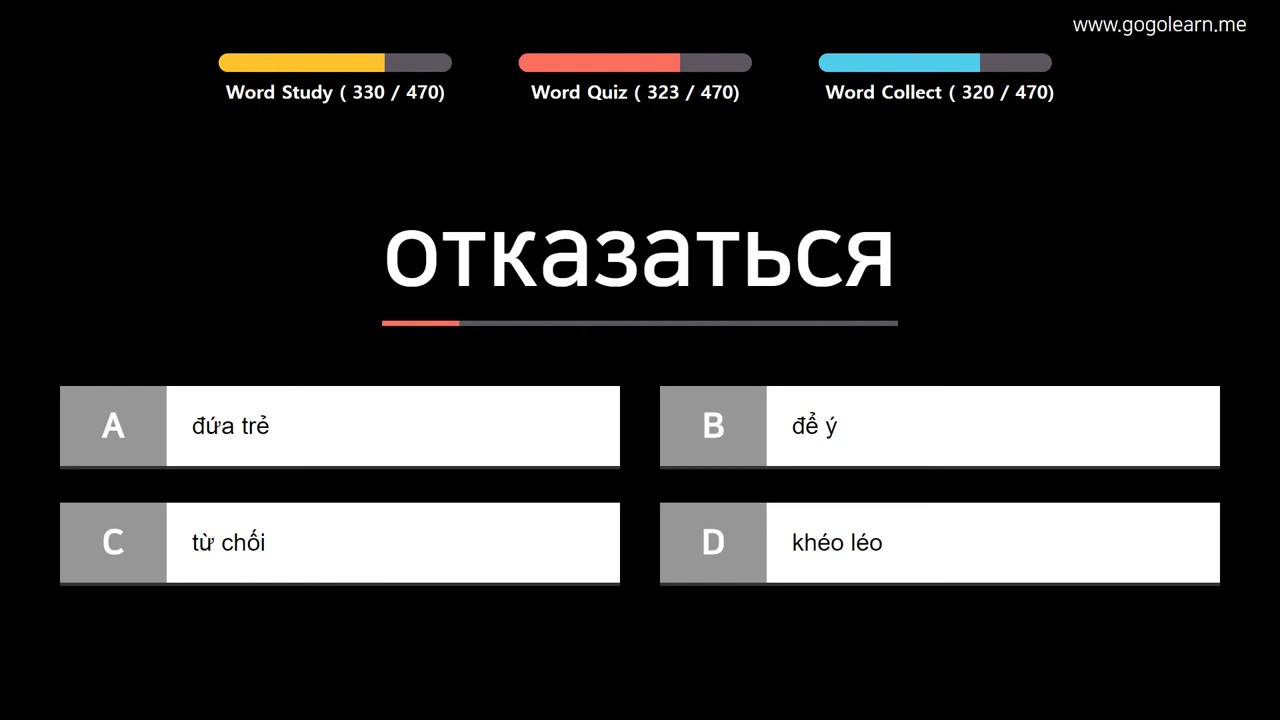 www.gogolearn.me
Word Study ( 330 / 470)
Word Quiz ( 323 / 470)
Word Collect ( 320 / 470)
отказаться
A đứa trẻ
B để ý
C từ chối
D khéo léo